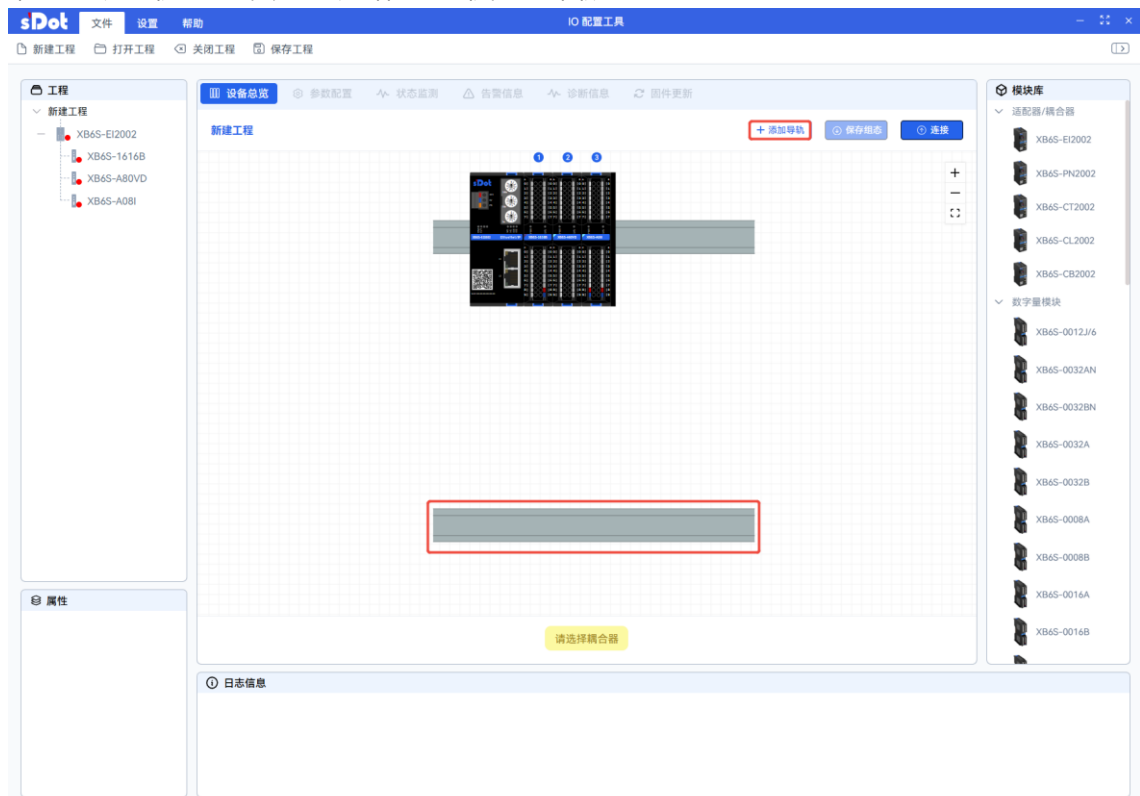 sDot 文件 设置 帮助 IO 配置工具
新建工程 打开工程 关闭工程 保存工程
工程
新建工程
XB6S-EI2002
XB6S-1616B
XB6S-A80VD
XB6S-A08I
属性
设备总览 参数配置 状态监测 告警信息 诊断信息 固件更新
新建工程 + 添加导轨 保存组态 连接
1 2 3
sDot
请选择耦合器
日志信息
模块库
适配器/耦合器
XB6S-EI2002
XB6S-PN2002
XB6S-CT2002
XB6S-CL2002
XB6S-CB2002
数字量模块
XB6S-0012J/6
XB6S-0032AN
XB6S-0032BN
XB6S-0032A
XB6S-0032B
XB6S-0008A
XB6S-0008B
XB6S-0016A
XB6S-0016B